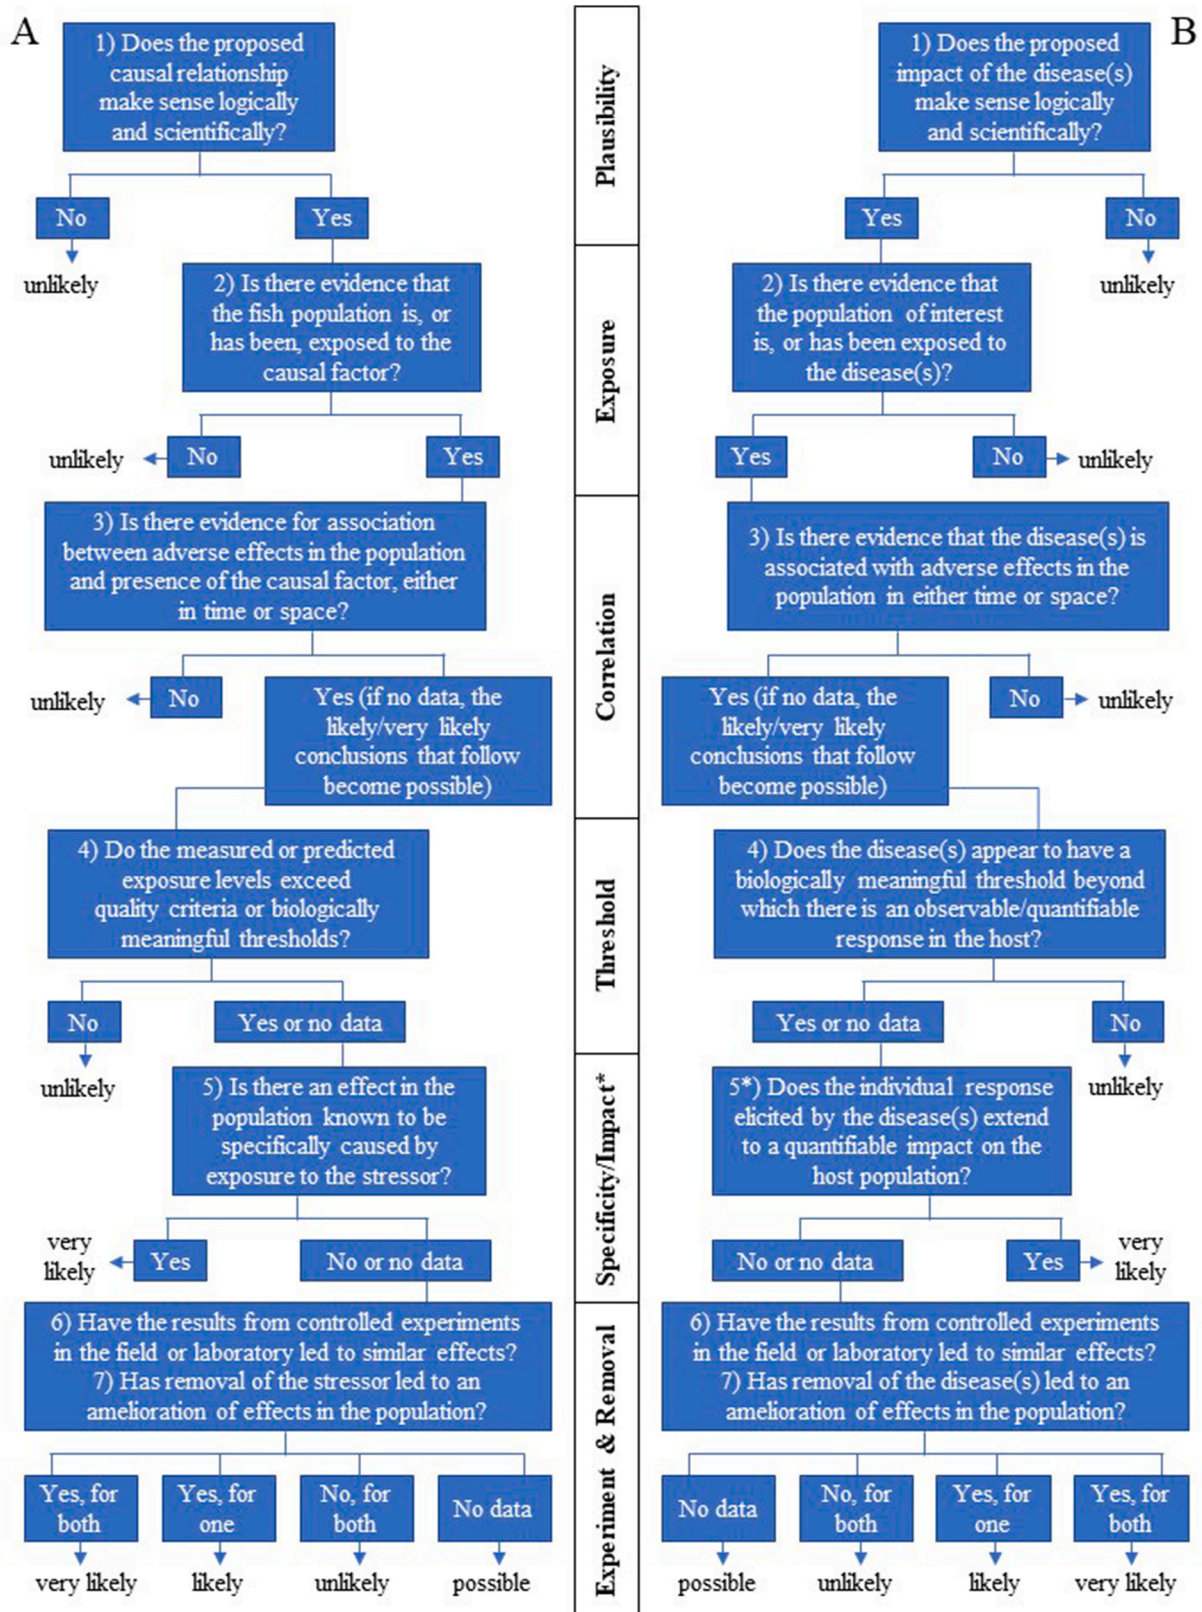 A
1) Does the proposed
causal relationship
make sense logically
and scientifically?
No
Yes
unlikely
2) Is there evidence that
the fish population is, or
has been, exposed to the
causal factor?
unlikely
No
Yes
3) Is there evidence for association
between adverse effects in the population
and presence of the causal factor, either
in time or space?
unlikely
No
Yes (if no data, the
likely/very likely
conclusions that follow
become possible)
4) Do the measured or predicted
exposure levels exceed
quality criteria or biologically
meaningful thresholds?
No
Yes or no data
unlikely
5) Is there an effect in the
population known to be
specifically caused by
exposure to the stressor?
very
likely
Yes
No or no data
6) Have the results from controlled experiments
in the field or laboratory led to similar effects?
7) Has removal of the stressor led to an
amelioration of effects in the population?
Yes, for
both
Yes, for
one
No, for
both
No data
very likely
likely
unlikely
possible
Plausibility
Exposure
Correlation
Threshold
Specificity/Impact*
Experiment & Removal
B
1) Does the proposed
impact of the disease(s)
make sense logically
and scientifically?
Yes
No
unlikely
2) Is there evidence that
the population of interest
is, or has been exposed to
the disease(s)?
Yes
No
unlikely
3) Is there evidence that the disease(s) is
associated with adverse effects in the
population in either time or space?
Yes (if no data, the
likely/very likely
conclusions that follow
become possible)
No
unlikely
4) Does the disease(s) appear to have a
biologically meaningful threshold beyond
which there is an observable/quantifiable
response in the host?
Yes or no data
No
unlikely
5*) Does the individual response
elicited by the disease(s) extend
to a quantifiable impact on the
host population?
No or no data
Yes
very
likely
6) Have the results from controlled experiments
in the field or laboratory led to similar effects?
7) Has removal of the disease(s) led to an
amelioration of effects in the population?
No data
No, for
both
Yes, for
one
Yes, for
both
possible
unlikely
likely
very likely